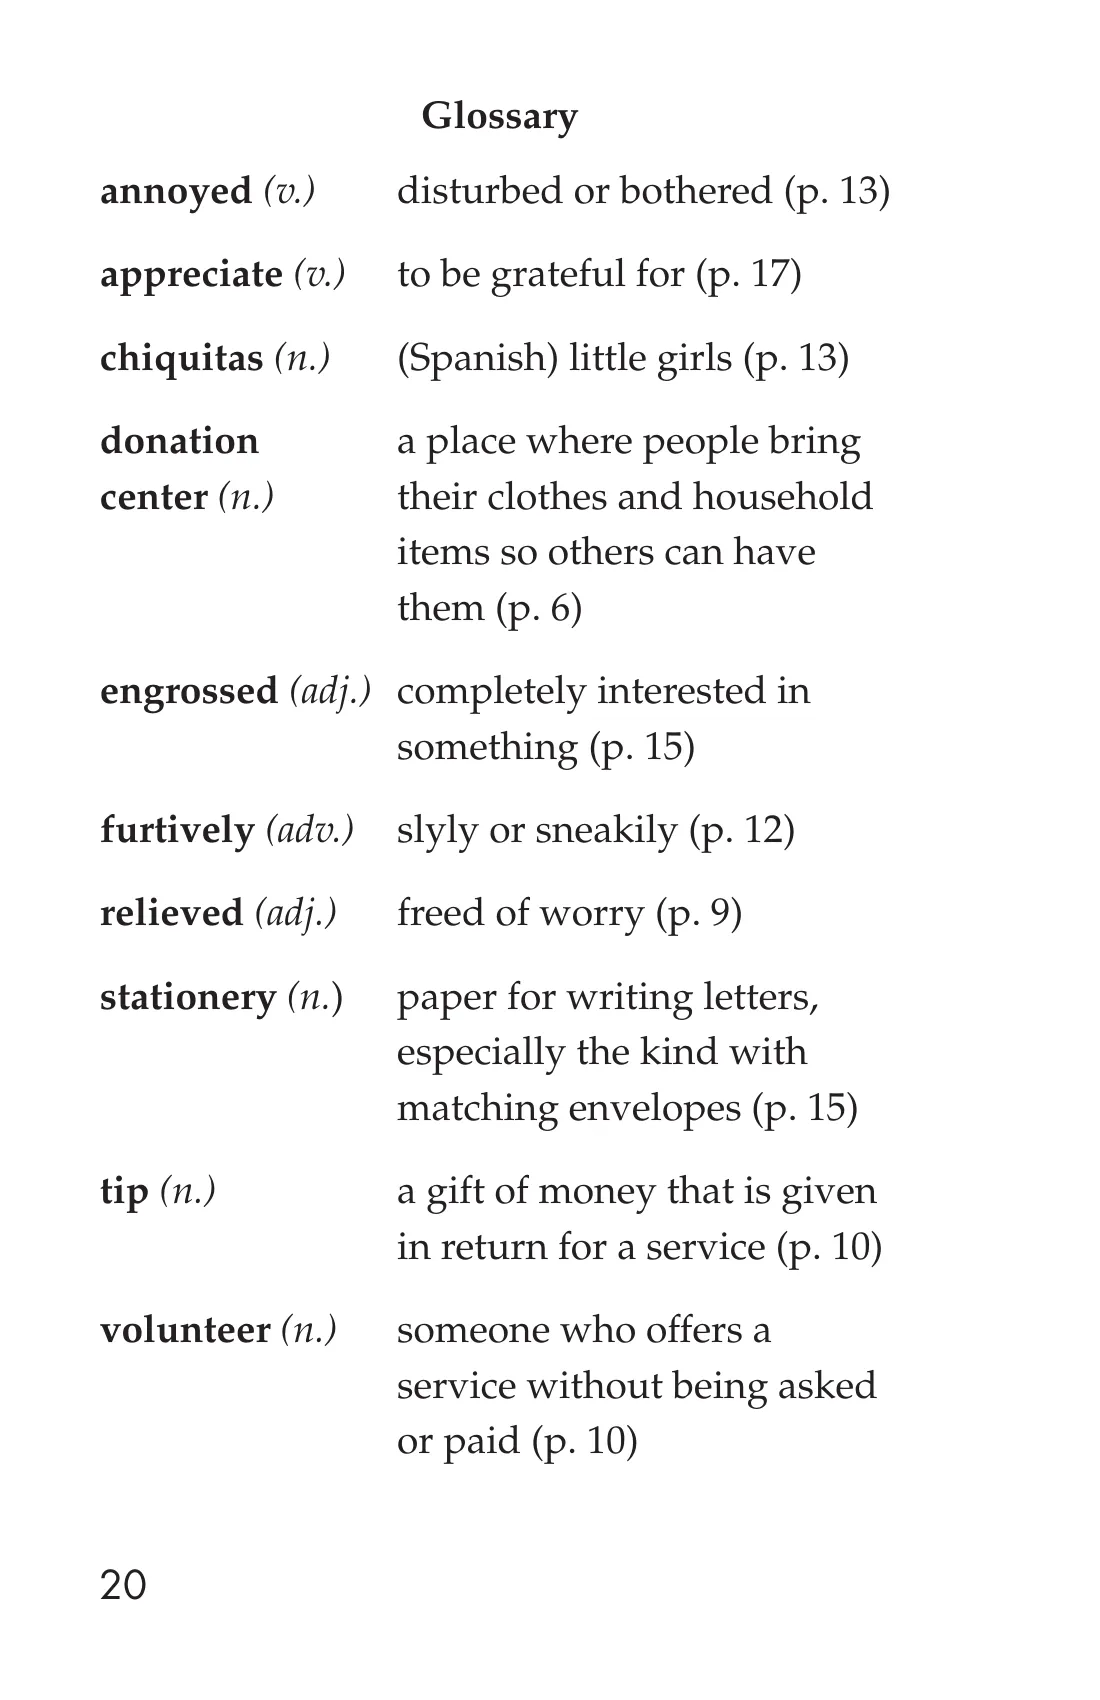 Glossary
annoyed (v.) disturbed or bothered (p. 13)
appreciate (v.) to be grateful for (p. 17)
chiquitas (n.) (Spanish) little girls (p. 13)
donation a place where people bring
center (n.) their clothes and household
items so others can have
them (p. 6)
engrossed (adj.) completely interested in
something (p. 15)
furtively (adv.) slyly or sneakily (p. 12)
relieved (adj.) freed of worry (p. 9)
stationery (n.) paper for writing letters,
especially the kind with
matching envelopes (p. 15)
tip (n.) a gift of money that is given
in return for a service (p. 10)
volunteer (n.) someone who offers a
service without being asked
or paid (p. 10)
20